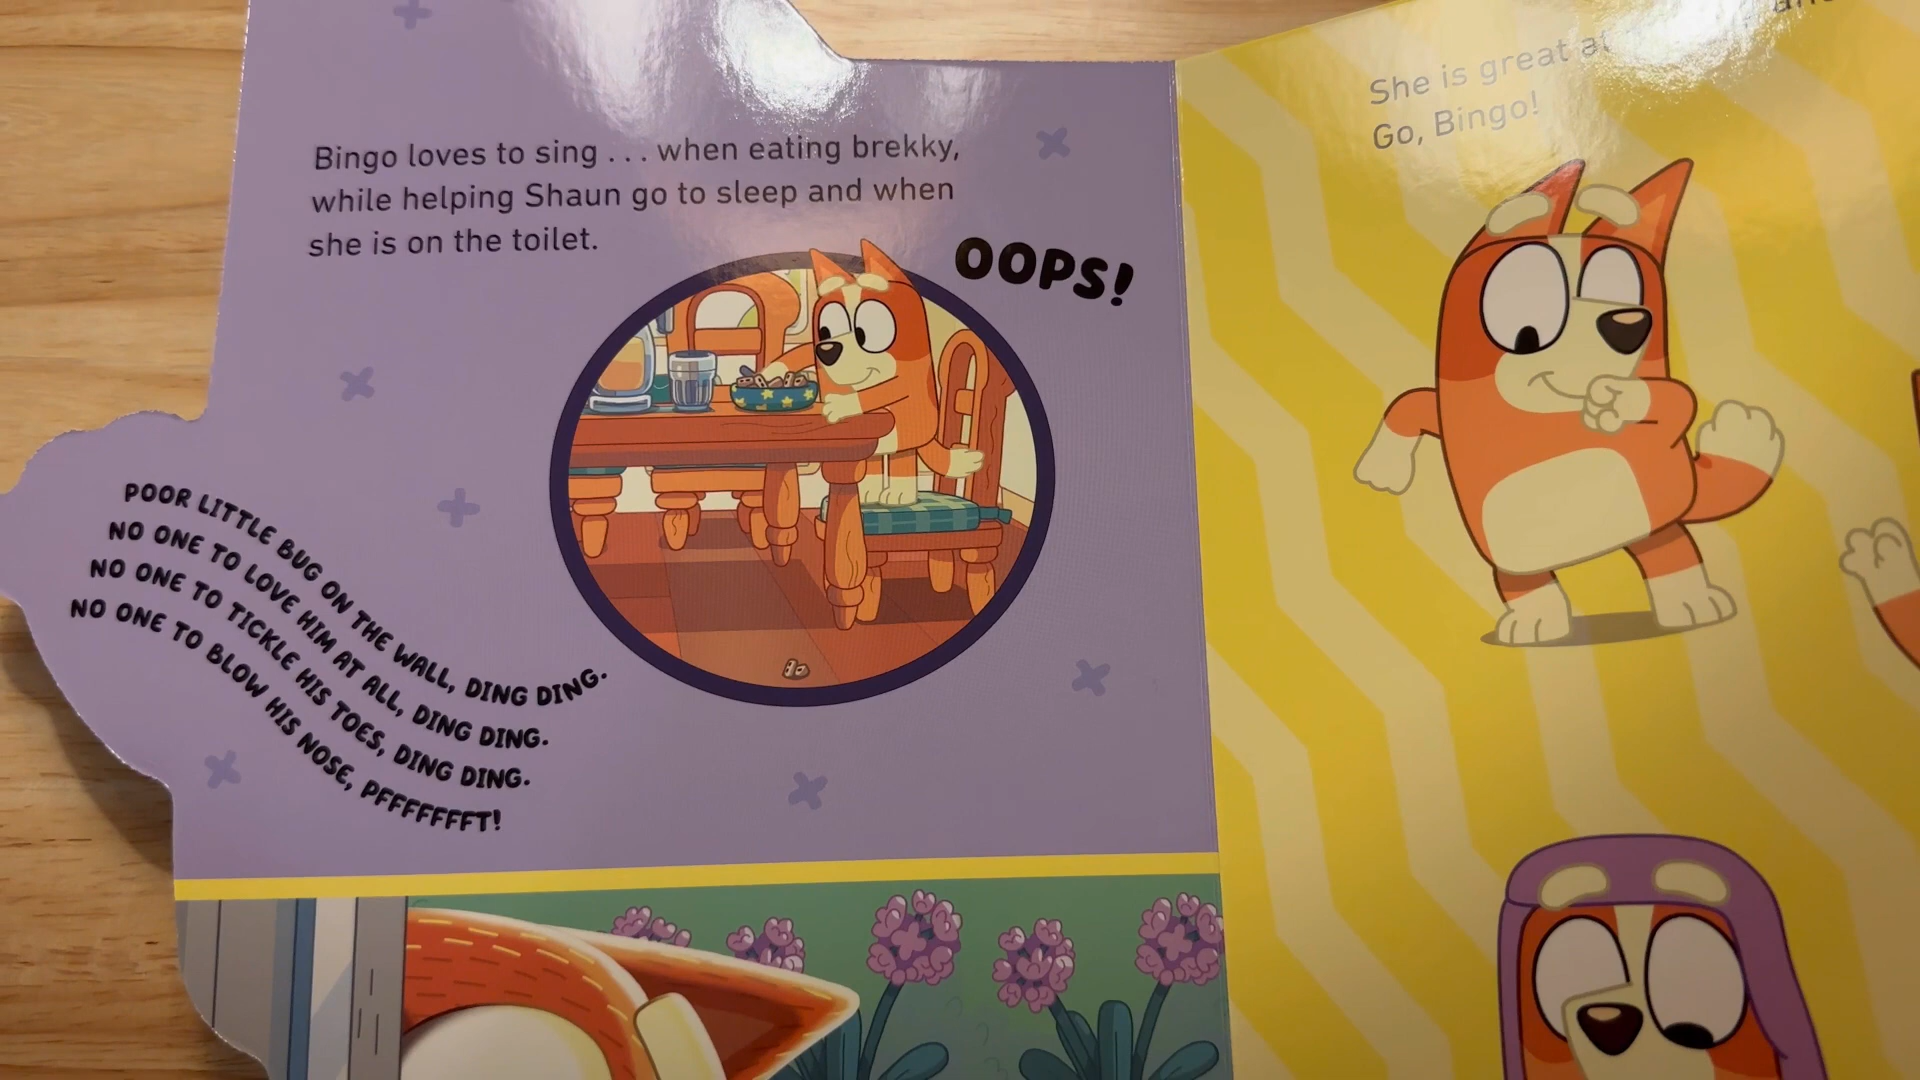 Bingo loves to sing . . . when eating brekky,
while helping Shaun go to sleep and when
she is on the toilet.
OOPS!
POOR LITTLE BUG ON THE WALL, DING DING.
NO ONE TO LOVE HIM AT ALL, DING DING.
NO ONE TO TICKLE HIS TOES, DING DING.
NO ONE TO BLOW HIS NOSE, PFFFFFFFT!
She is great at
Go, Bingo!